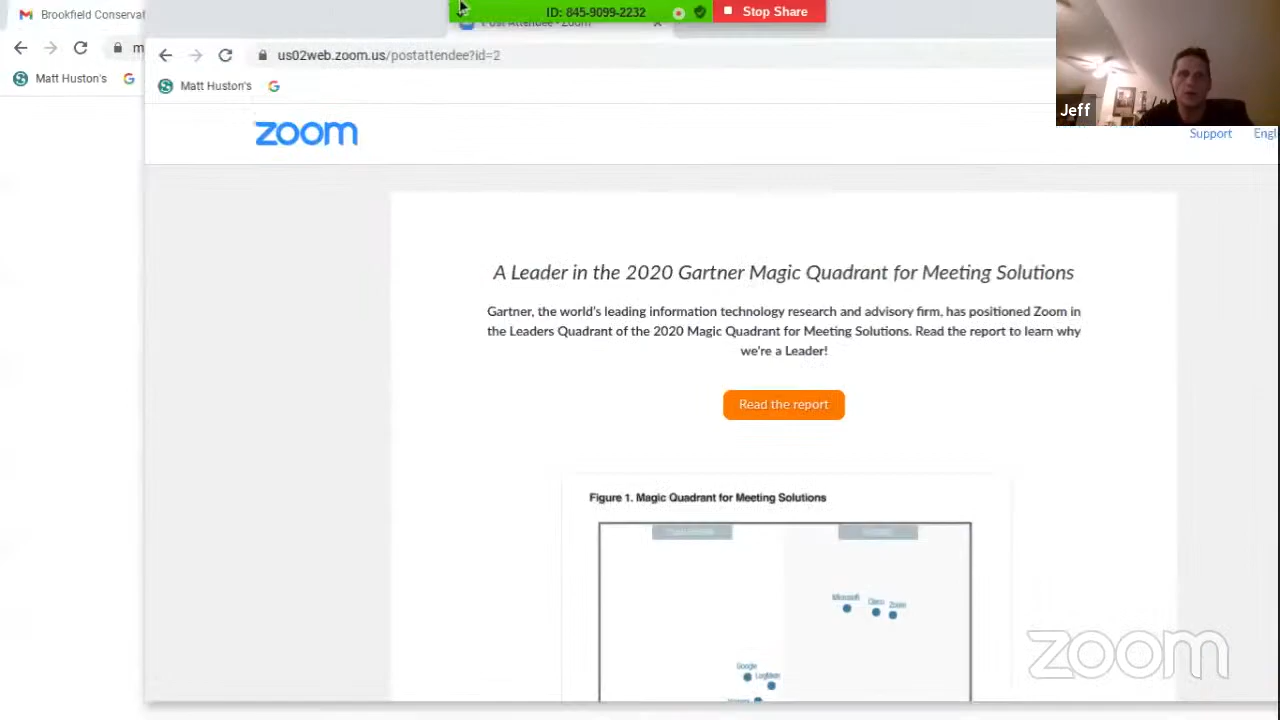 Brookfield Conservat
ID: 845-9099-2232
Stop Share
Post Attendee - Zoom
us02web.zoom.us/postattendee?id=2
Matt Huston's
Matt Huston's
Jeff
zoom
Support
Engl
A Leader in the 2020 Gartner Magic Quadrant for Meeting Solutions
Gartner, the world's leading information technology research and advisory firm, has positioned Zoom in
the Leaders Quadrant of the 2020 Magic Quadrant for Meeting Solutions. Read the report to learn why
we're a Leader!
Read the report
Figure 1. Magic Quadrant for Meeting Solutions
Microsoft
Cisco
Zoom
Google
LogMeIn
zoom